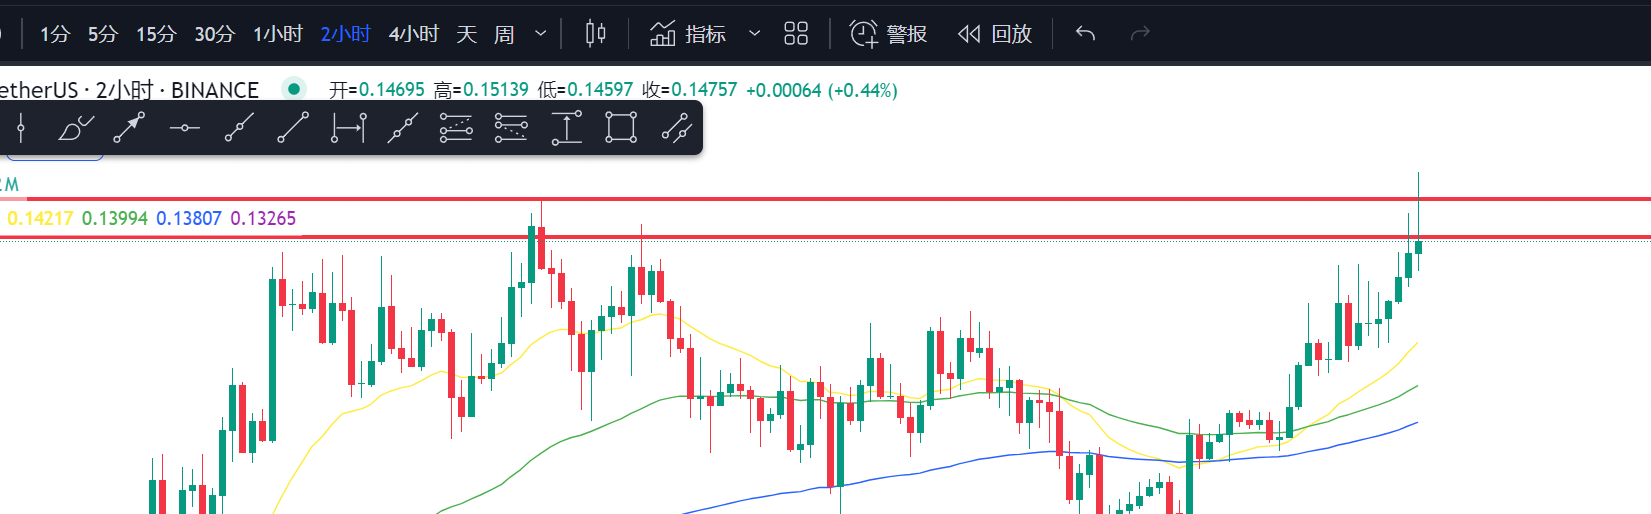 1分 5分 15分 30分 1小时 2小时 4小时 天 周 指标 警报 回放
etherUS · 2小时 · BINANCE 开=0.14695 高=0.15139 低=0.14597 收=0.14757 +0.00064 (+0.44%)
M
0.14217 0.13994 0.13807 0.13265